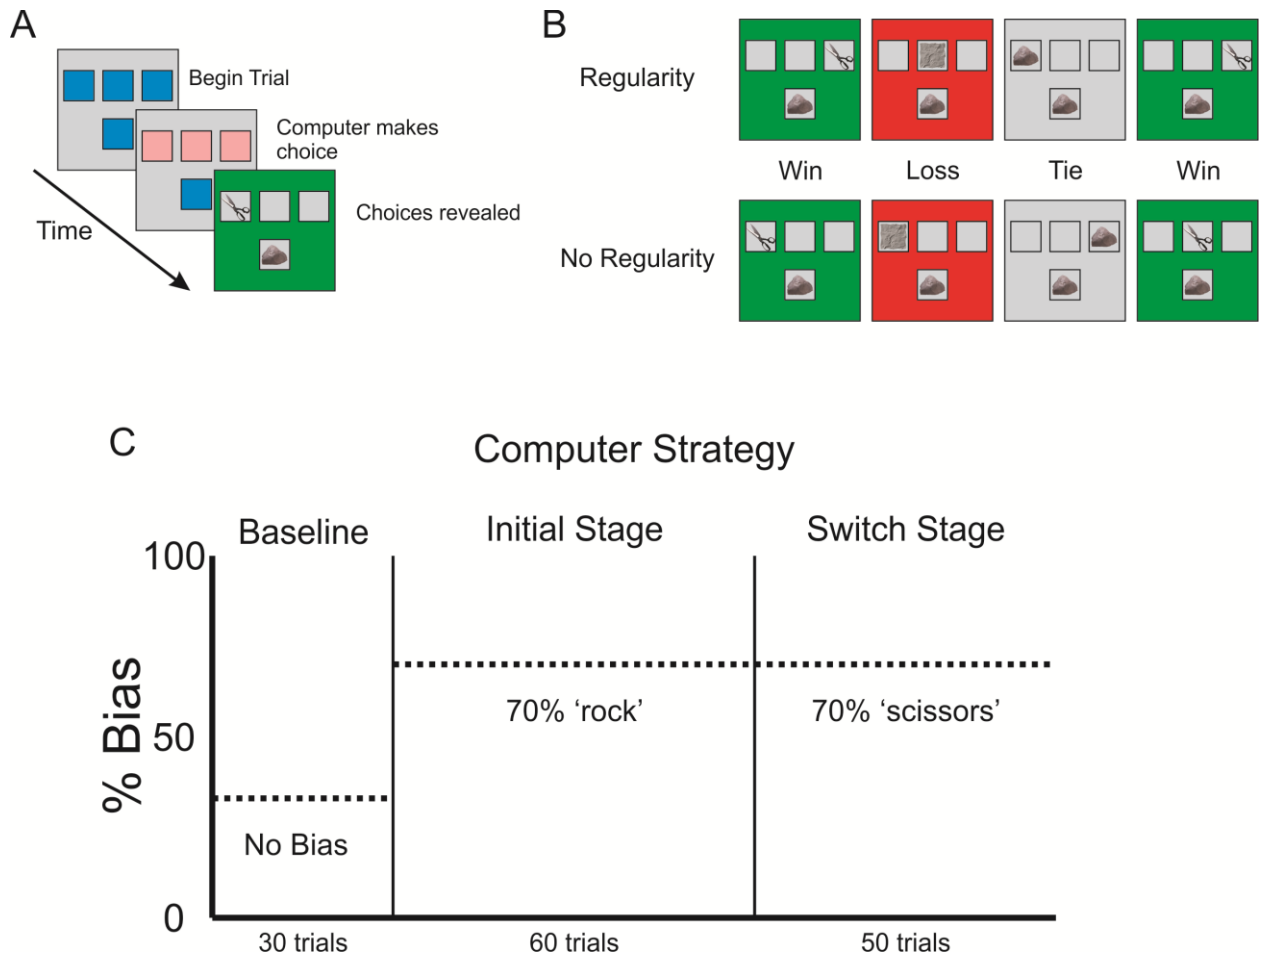 A
Begin Trial
Computer makes
choice
Choices revealed
Time
B
Regularity
Win
Loss
Tie
Win
No Regularity
C
Computer Strategy
Baseline
Initial Stage
Switch Stage
% Bias
100
50
0
No Bias
70% ‘rock’
70% ‘scissors’
30 trials
60 trials
50 trials